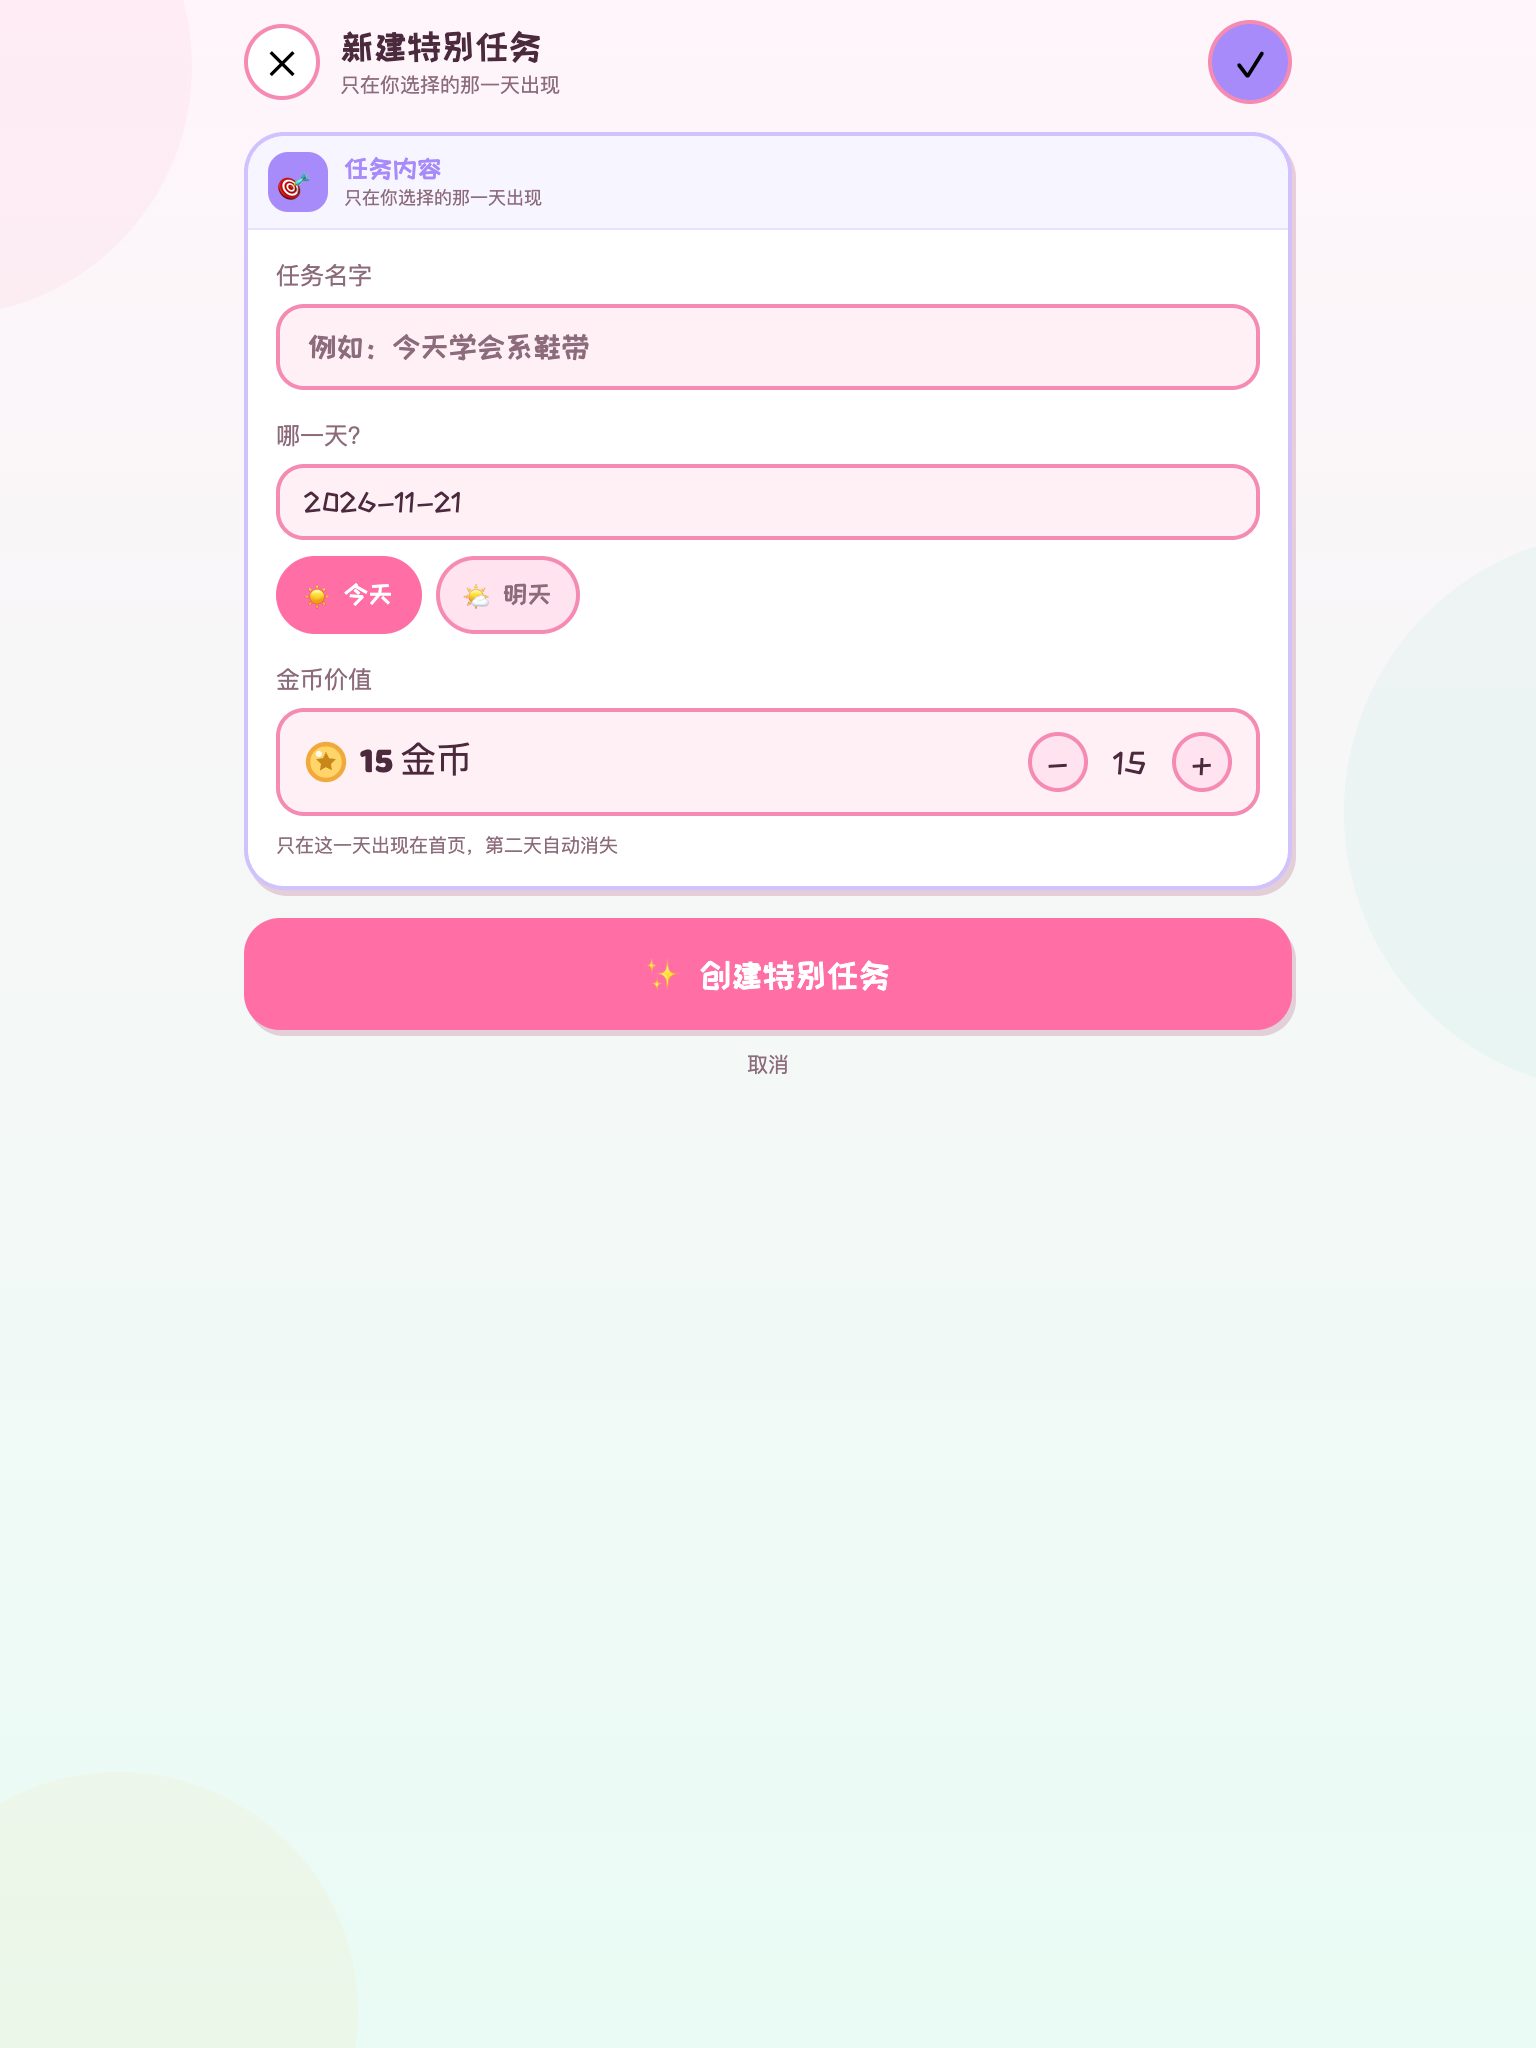 新建特别任务
只在你选择的那一天出现
任务内容
只在你选择的那一天出现
任务名字
例如：今天学会系鞋带
哪一天？
2026-11-21
今天
明天
金币价值
15 金币
− 15 +
只在这一天出现在首页，第二天自动消失
创建特别任务
取消